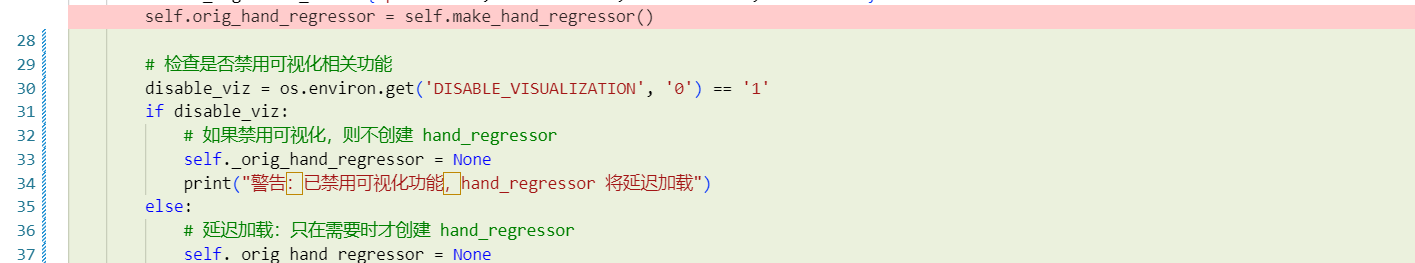 self.orig_hand_regressor = self.make_hand_regressor()
28
29 # 检查是否禁用可视化相关功能
30 disable_viz = os.environ.get('DISABLE_VISUALIZATION', '0') == '1'
31 if disable_viz:
32 # 如果禁用可视化，则不创建 hand_regressor
33 self._orig_hand_regressor = None
34 print("警告：已禁用可视化功能，hand_regressor 将延迟加载")
35 else:
36 # 延迟加载：只在需要时才创建 hand_regressor
37 self._orig_hand_regressor = None